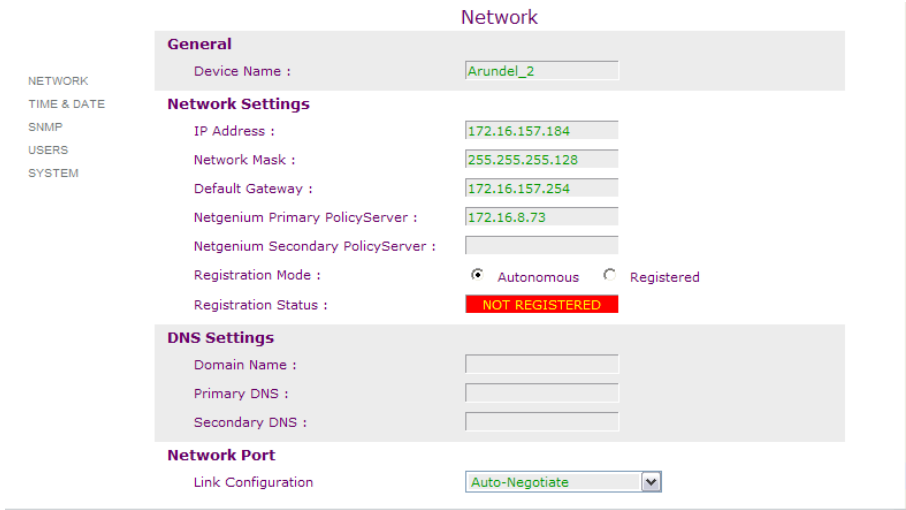 Network
General
Device Name : Arundel_2
NETWORK
TIME & DATE
SNMP
USERS
SYSTEM
Network Settings
IP Address : 172.16.157.184
Network Mask : 255.255.255.128
Default Gateway : 172.16.157.254
Netgenium Primary PolicyServer : 172.16.8.73
Netgenium Secondary PolicyServer :
Registration Mode : Autonomous Registered
Registration Status : NOT REGISTERED
DNS Settings
Domain Name :
Primary DNS :
Secondary DNS :
Network Port
Link Configuration Auto-Negotiate